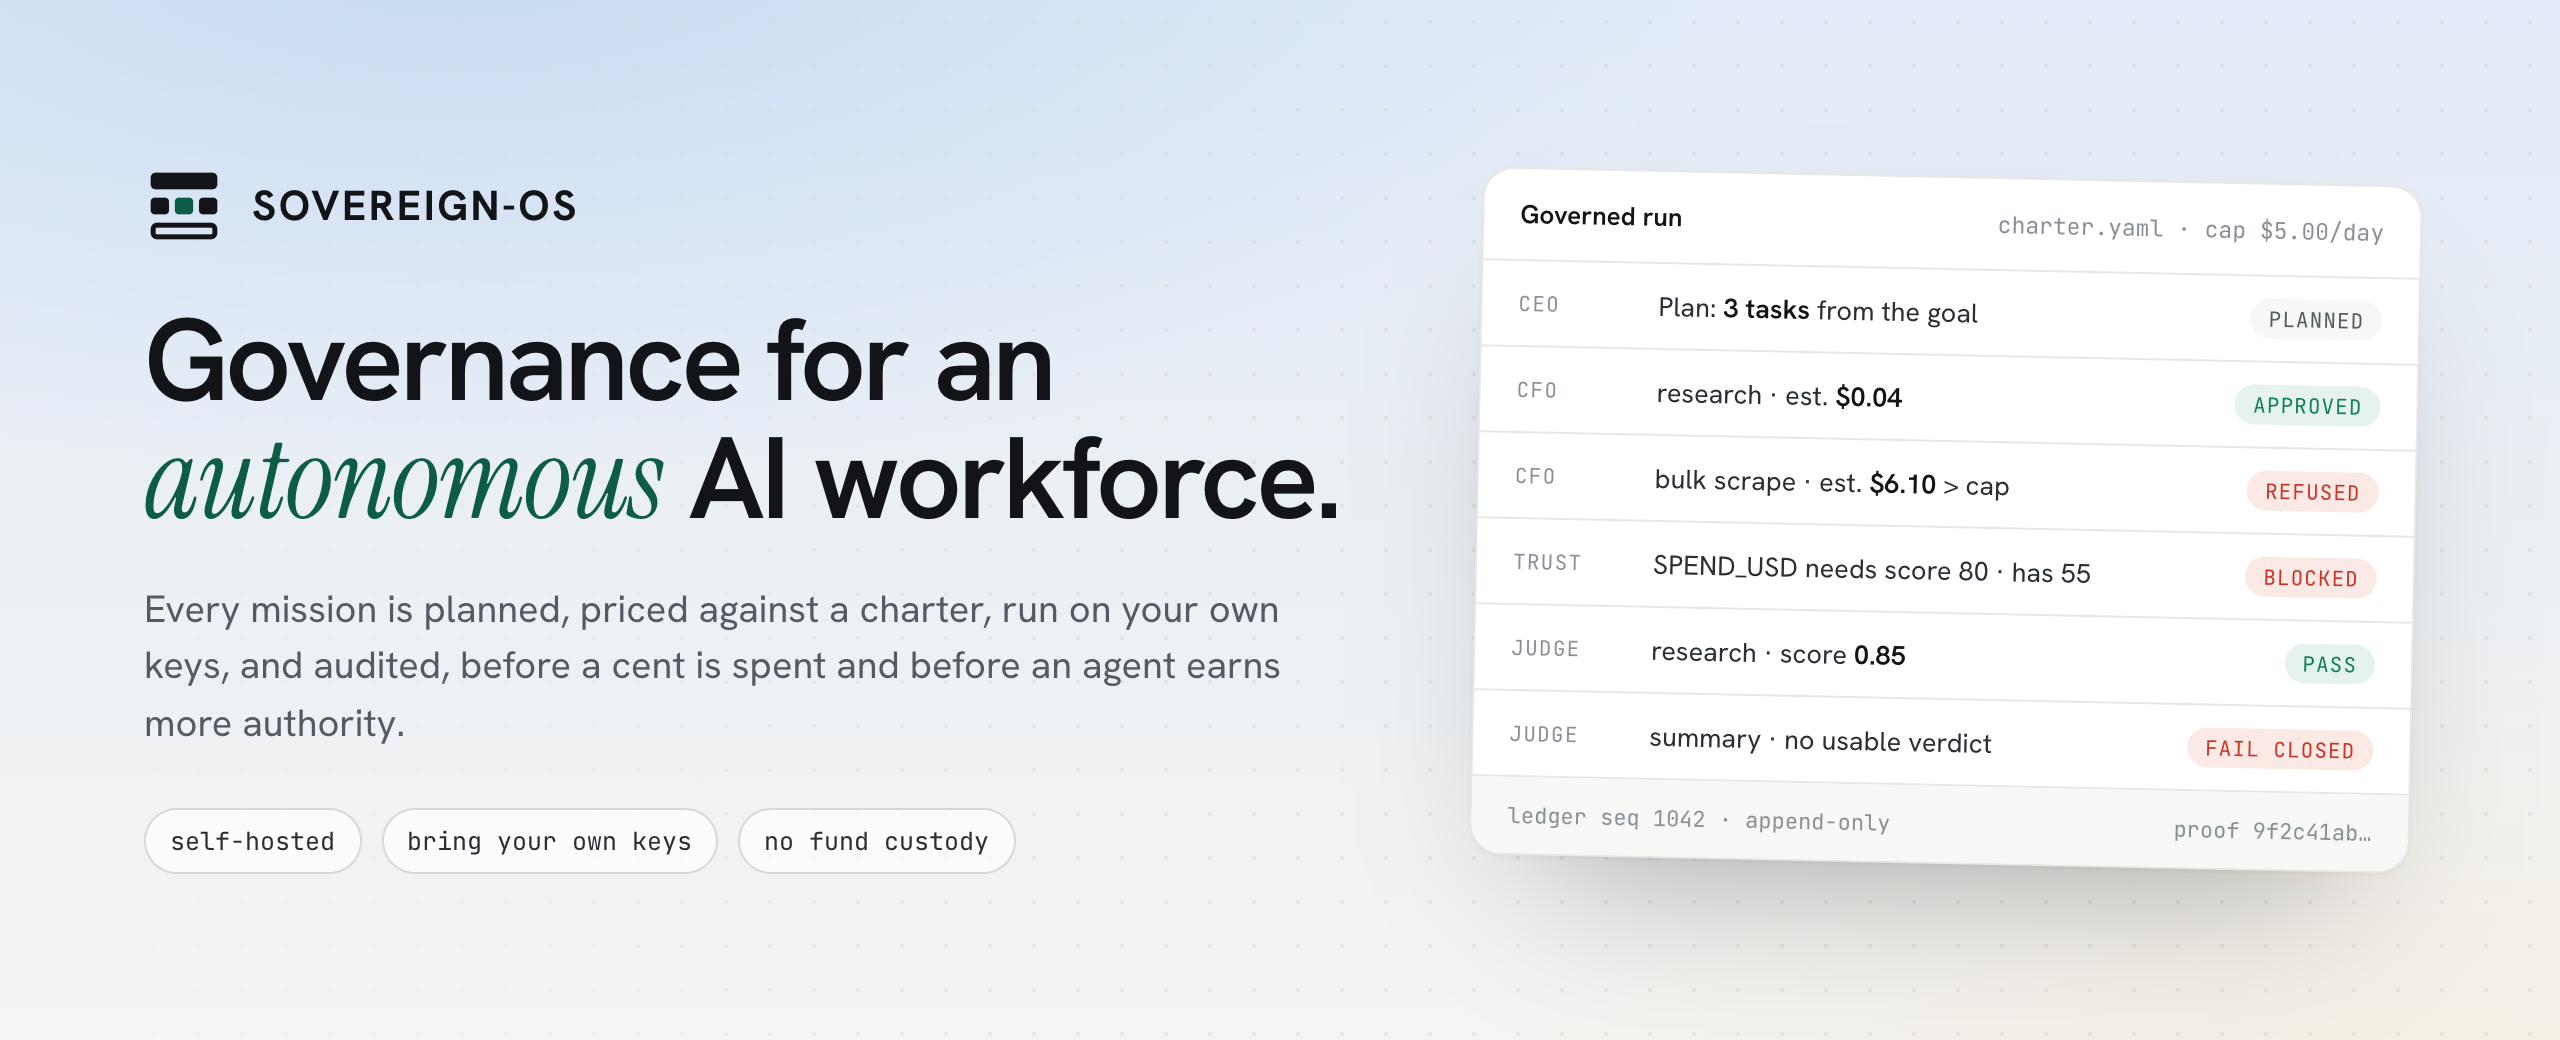 SOVEREIGN-OS
Governance for an
autonomous AI workforce.
Every mission is planned, priced against a charter, run on your own
keys, and audited, before a cent is spent and before an agent earns
more authority.
self-hosted
bring your own keys
no fund custody
Governed run
charter.yaml · cap $5.00/day
CEO Plan: 3 tasks from the goal PLANNED
CFO research · est. $0.04 APPROVED
CFO bulk scrape · est. $6.10 > cap REFUSED
TRUST SPEND_USD needs score 80 · has 55 BLOCKED
JUDGE research · score 0.85 PASS
JUDGE summary · no usable verdict FAIL CLOSED
ledger seq 1042 · append-only
proof 9f2c41ab…